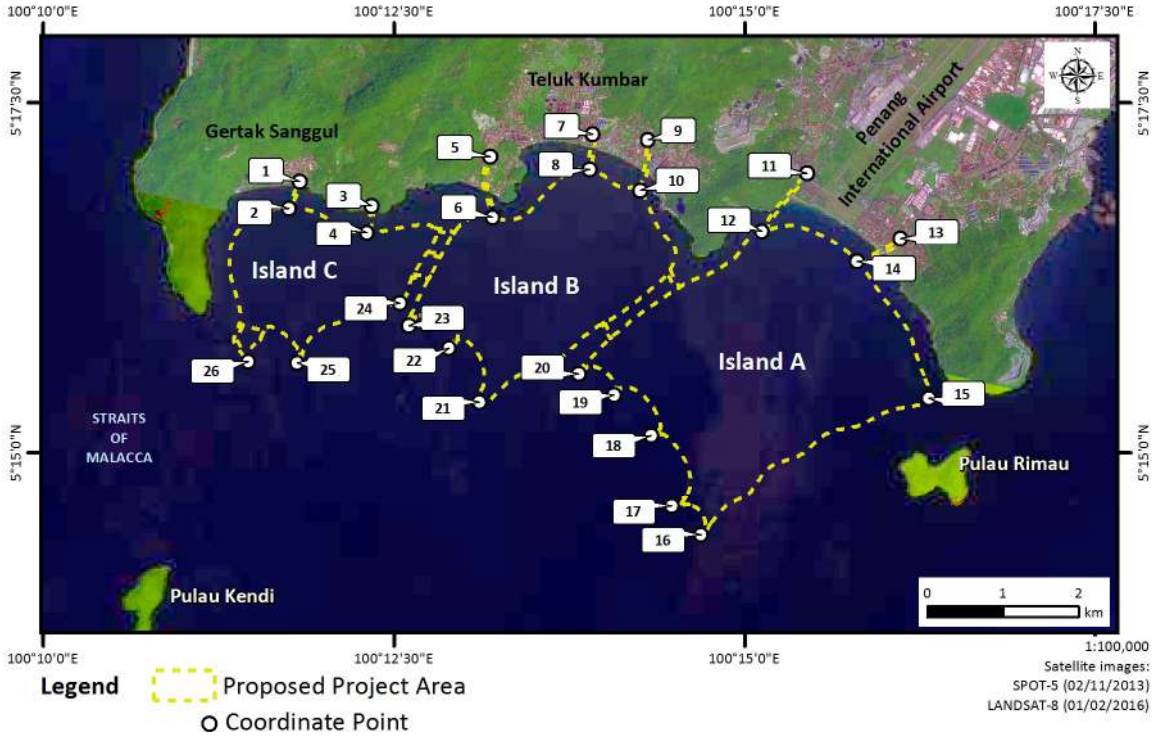 100°10'0"E
100°12'30"E
100°15'0"E
100°17'30"E
5°17'30"N
5°17'30"N
N
W E
S
Teluk Kumbar
Gertak Sanggul
Penang
International Airport
7
9
5
1
8
11
3
10
2
6
12
13
4
14
Island C
Island B
24
23
22
20
Island A
26
25
21
19
15
18
STRAITS
OF
MALACCA
5°15'0"N
5°15'0"N
Pulau Rimau
17
16
Pulau Kendi
0 1 2
km
100°10'0"E
100°12'30"E
100°15'0"E
1:100,000
Legend
Proposed Project Area
Coordinate Point
Satellite images:
SPOT-5 (02/11/2013)
LANDSAT-8 (01/02/2016)